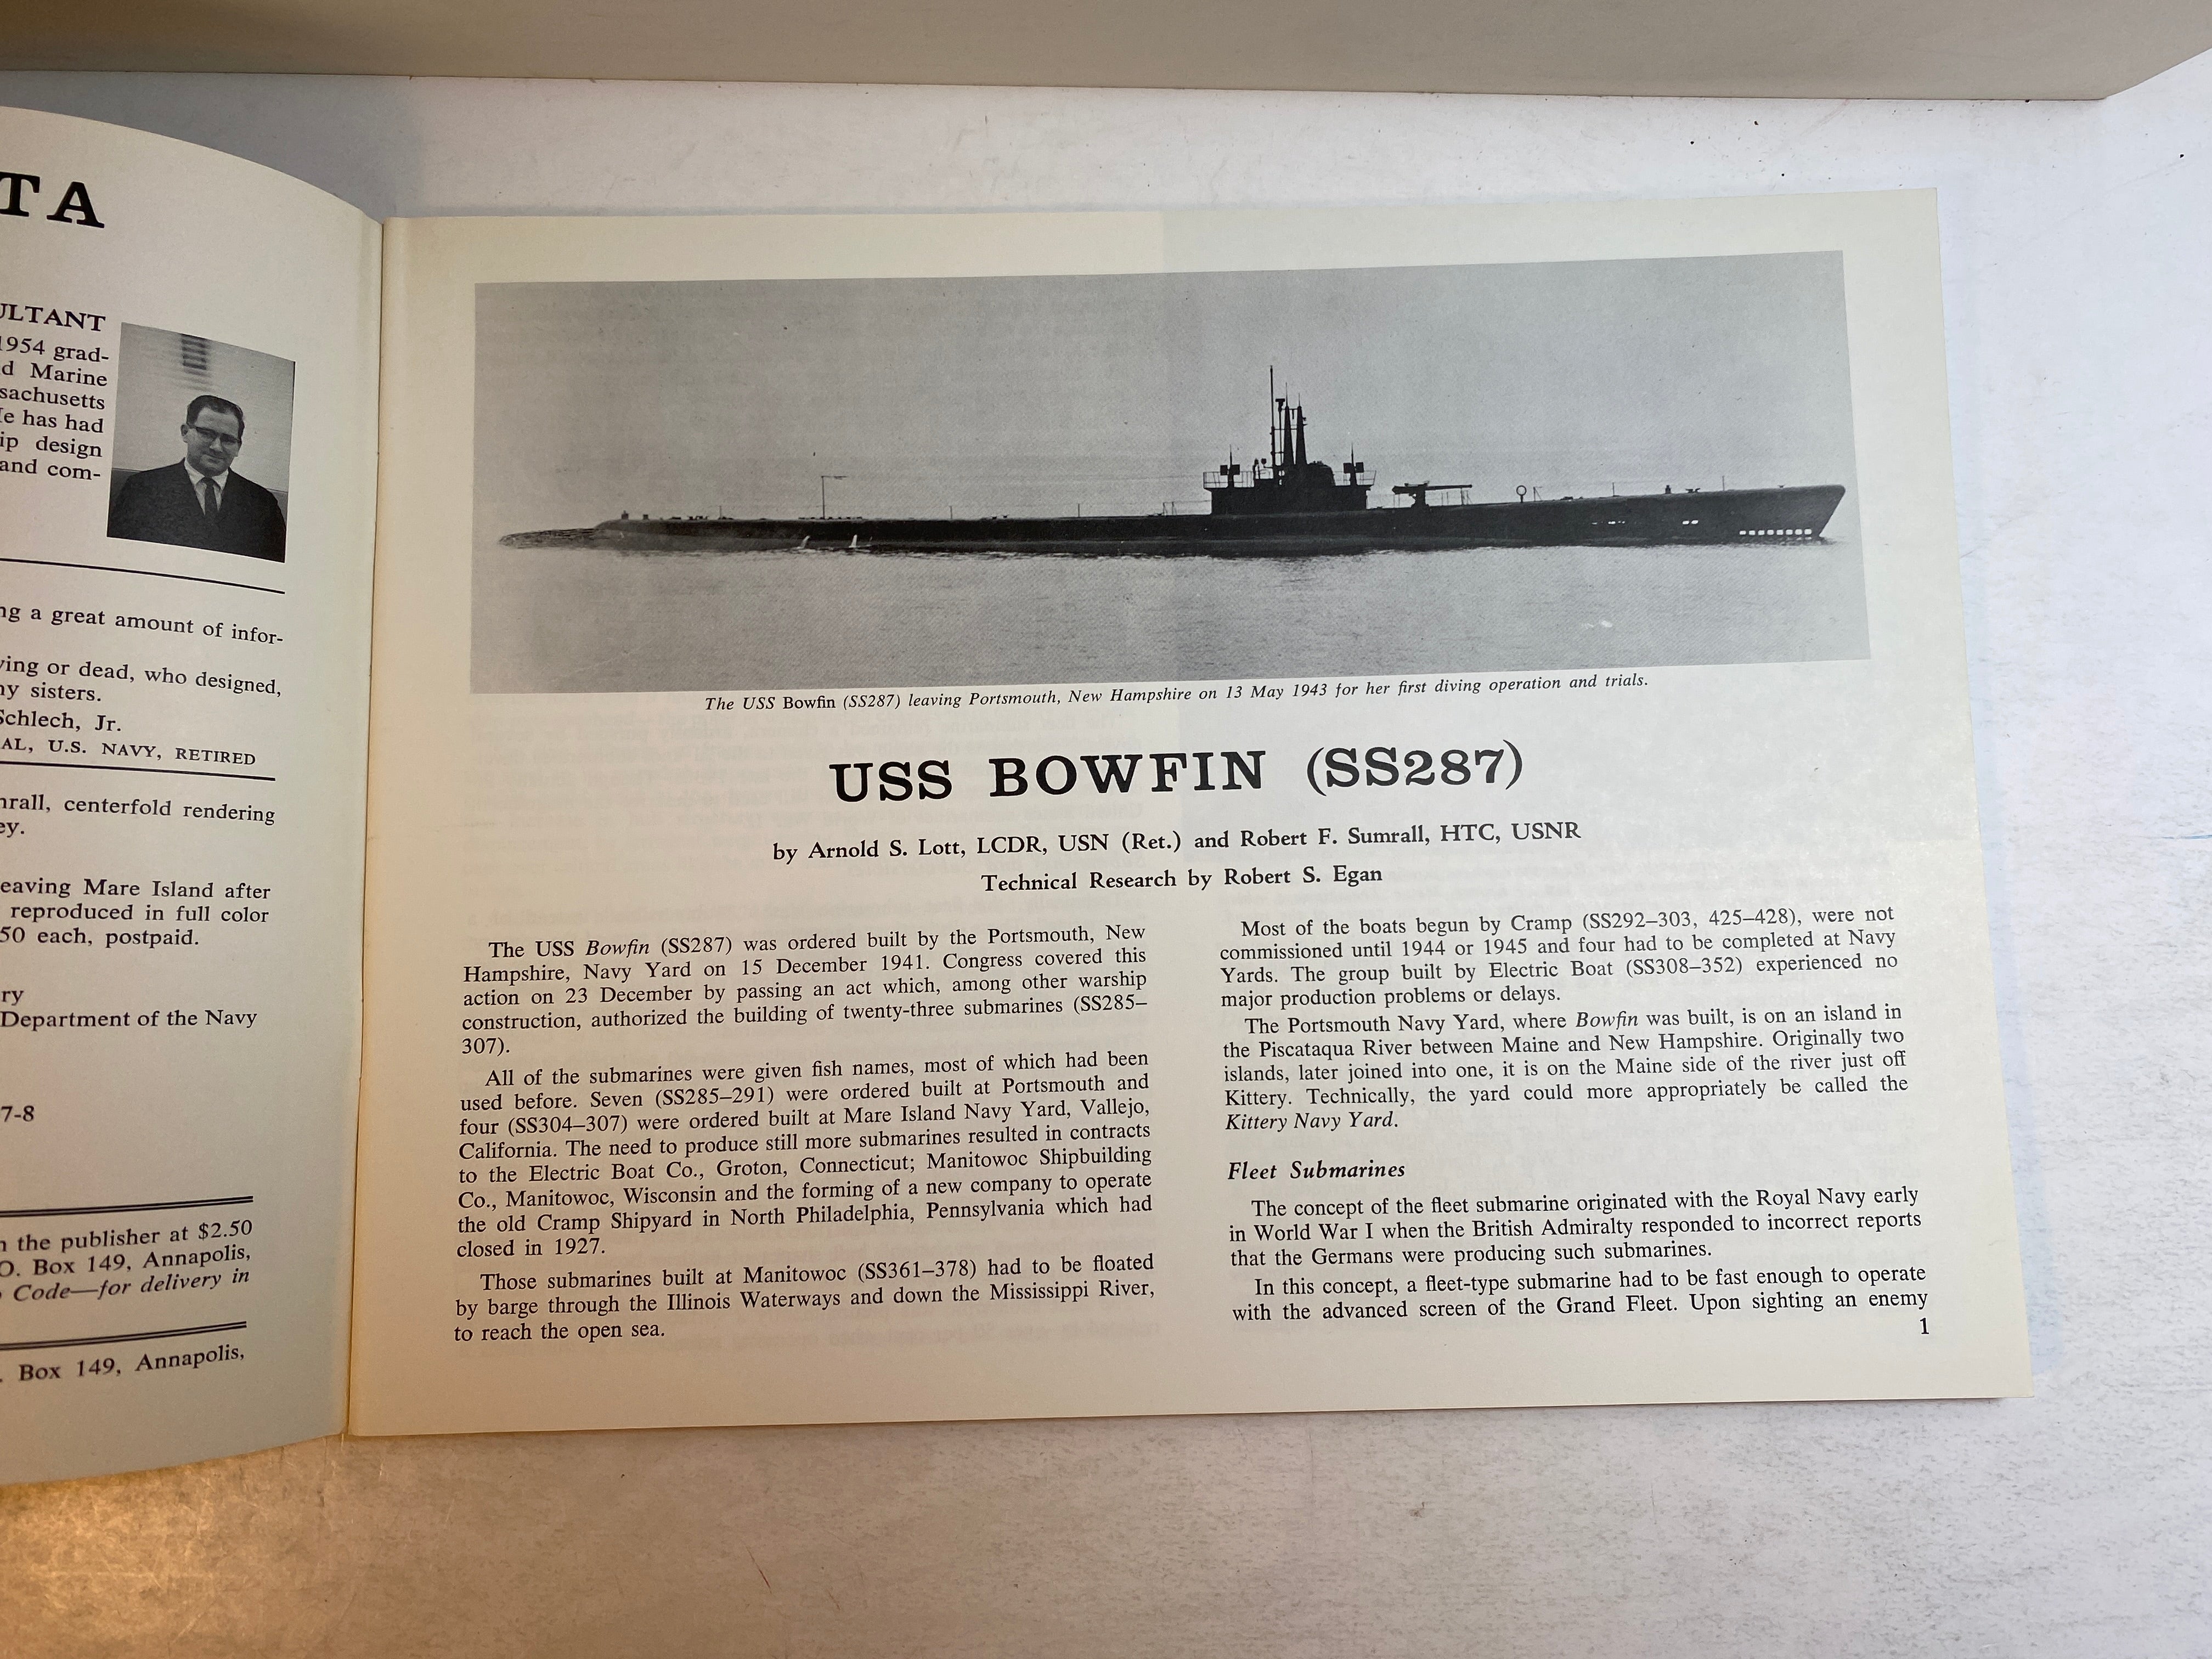 TA
ULTANT
1954 grad-
d Marine
sachusetts
He has had
ip design
and com-
ng a great amount of infor-
ving or dead, who designed,
ny sisters.
Schlech, Jr.
AL, U.S. NAVY, RETIRED
nrall, centerfold rendering
ey.
eaving Mare Island after
reproduced in full color
50 each, postpaid.
ry
Department of the Navy
7-8
n the publisher at $2.50
O. Box 149, Annapolis,
Code—for delivery in
. Box 149, Annapolis,
The USS Bowfin (SS287) leaving Portsmouth, New Hampshire on 13 May 1943 for her first diving operation and trials.
USS BOWFIN (SS287)
by Arnold S. Lott, LCDR, USN (Ret.) and Robert F. Sumrall, HTC, USNR
Technical Research by Robert S. Egan
The USS Bowfin (SS287) was ordered built by the Portsmouth, New
Hampshire, Navy Yard on 15 December 1941. Congress covered this
action on 23 December by passing an act which, among other warship
construction, authorized the building of twenty-three submarines (SS285–
307).
All of the submarines were given fish names, most of which had been
used before. Seven (SS285–291) were ordered built at Portsmouth and
four (SS304–307) were ordered built at Mare Island Navy Yard, Vallejo,
California. The need to produce still more submarines resulted in contracts
to the Electric Boat Co., Groton, Connecticut; Manitowoc Shipbuilding
Co., Manitowoc, Wisconsin and the forming of a new company to operate
the old Cramp Shipyard in North Philadelphia, Pennsylvania which had
closed in 1927.
Those submarines built at Manitowoc (SS361–378) had to be floated
by barge through the Illinois Waterways and down the Mississippi River,
to reach the open sea.
Most of the boats begun by Cramp (SS292–303, 425–428), were not
commissioned until 1944 or 1945 and four had to be completed at Navy
Yards. The group built by Electric Boat (SS308–352) experienced no
major production problems or delays.
The Portsmouth Navy Yard, where Bowfin was built, is on an island in
the Piscataqua River between Maine and New Hampshire. Originally two
islands, later joined into one, it is on the Maine side of the river just off
Kittery. Technically, the yard could more appropriately be called the
Kittery Navy Yard.
Fleet Submarines
The concept of the fleet submarine originated with the Royal Navy early
in World War I when the British Admiralty responded to incorrect reports
that the Germans were producing such submarines.
In this concept, a fleet-type submarine had to be fast enough to operate
with the advanced screen of the Grand Fleet. Upon sighting an enemy
1